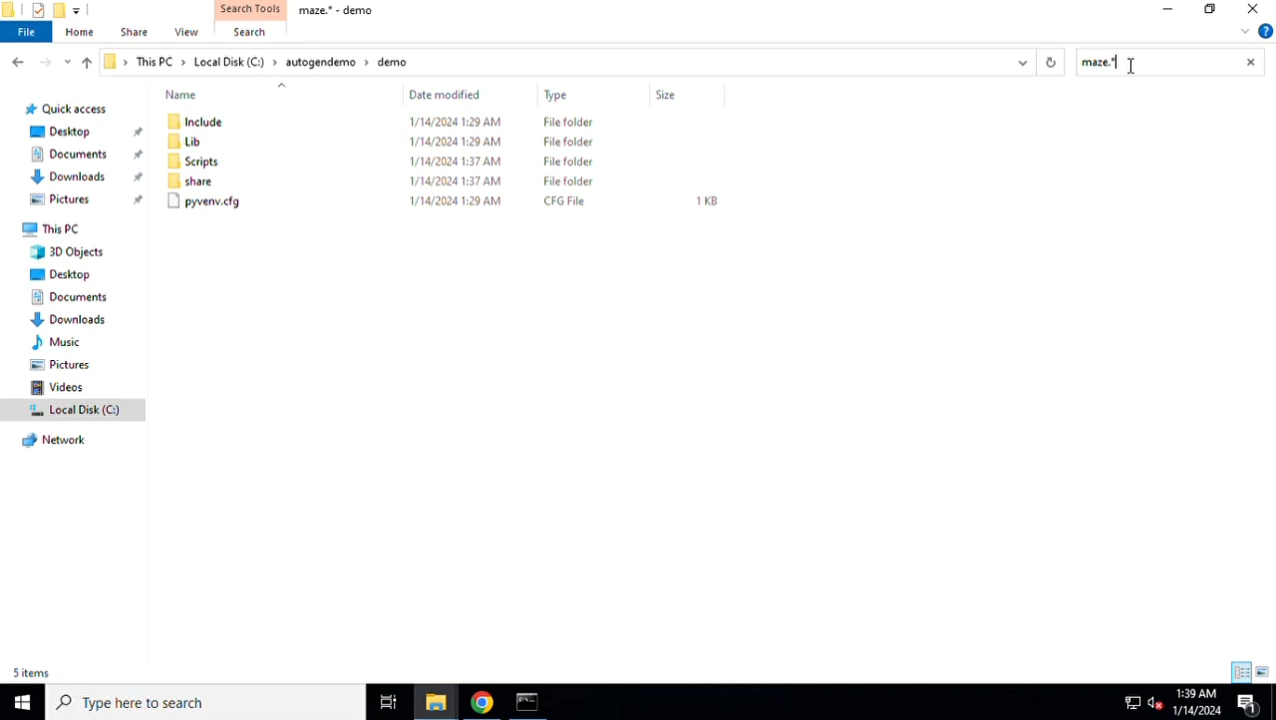 Search Tools
maze.* - demo
File
Home
Share
View
Search
This PC
Local Disk (C:)
autogendemo
demo
maze.*
Name
Date modified
Type
Size
Include
1/14/2024 1:29 AM
File folder
Lib
1/14/2024 1:29 AM
File folder
Scripts
1/14/2024 1:37 AM
File folder
share
1/14/2024 1:37 AM
File folder
pyvenv.cfg
1/14/2024 1:29 AM
CFG File
1 KB
Quick access
Desktop
Documents
Downloads
Pictures
This PC
3D Objects
Desktop
Documents
Downloads
Music
Pictures
Videos
Local Disk (C:)
Network
5 items
Type here to search
1:39 AM
1/14/2024
1